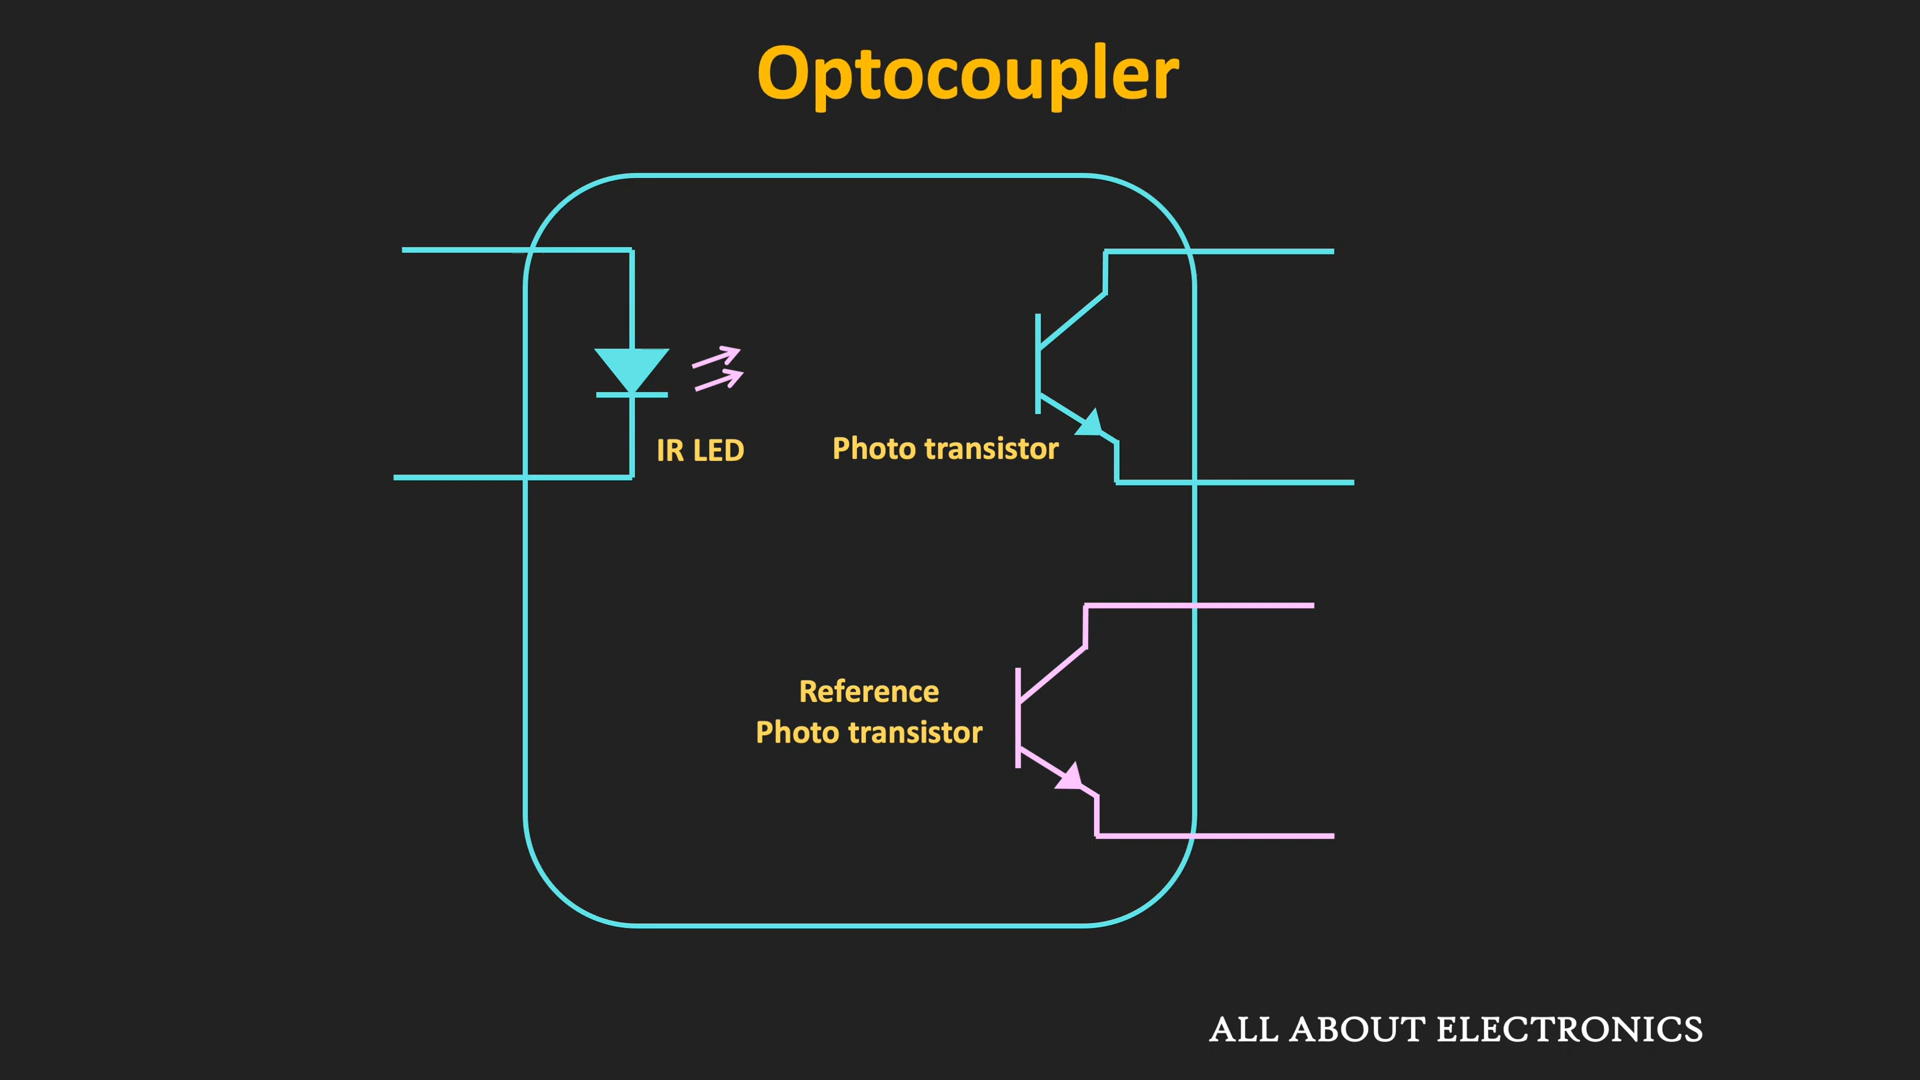 Optocoupler
IR LED
Photo transistor
Reference
Photo transistor
ALL ABOUT ELECTRONICS